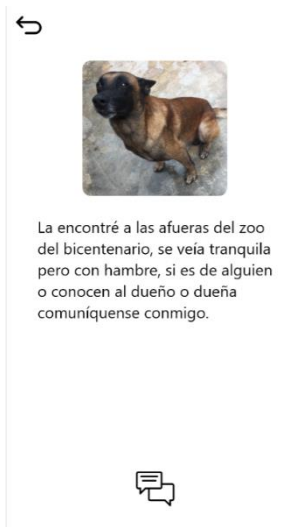 La encontré a las afueras del zoo
del bicentenario, se veía tranquila
pero con hambre, si es de alguien
o conocen al dueño o dueña
comuníquense conmigo.